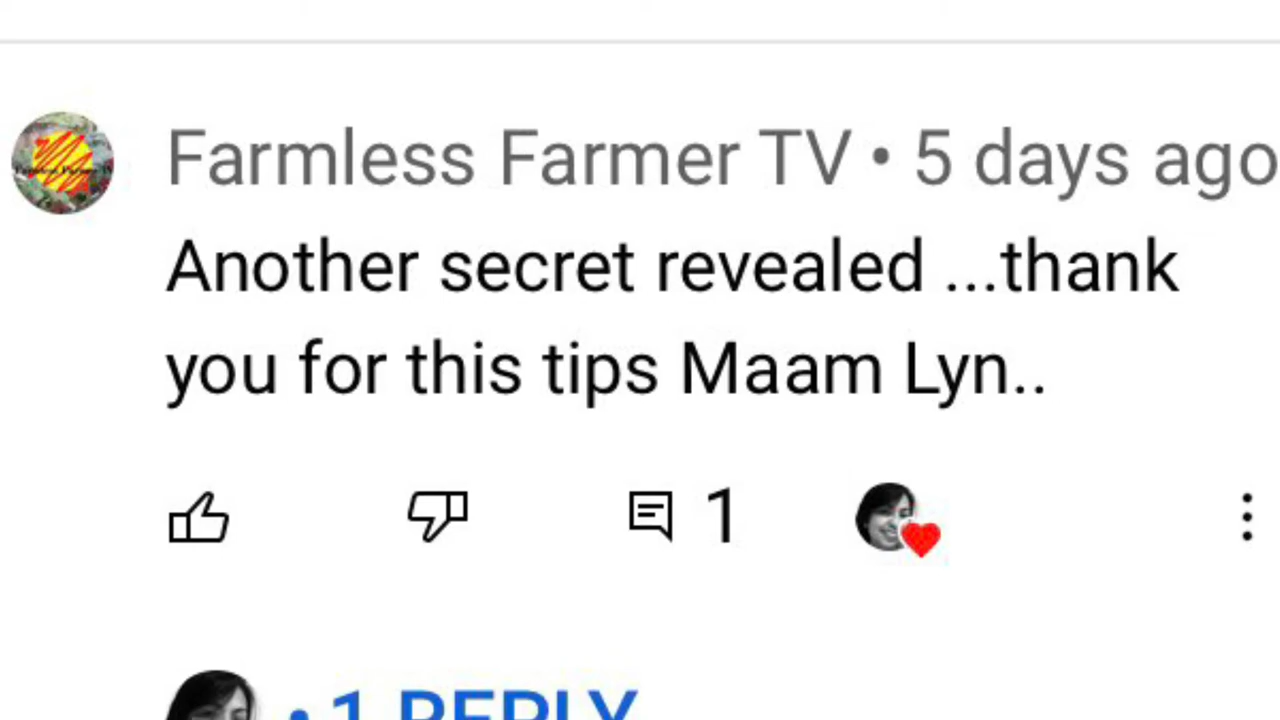 Farmless Farmer TV • 5 days ago
Another secret revealed ...thank
you for this tips Maam Lyn..
1
• 1 REPLY